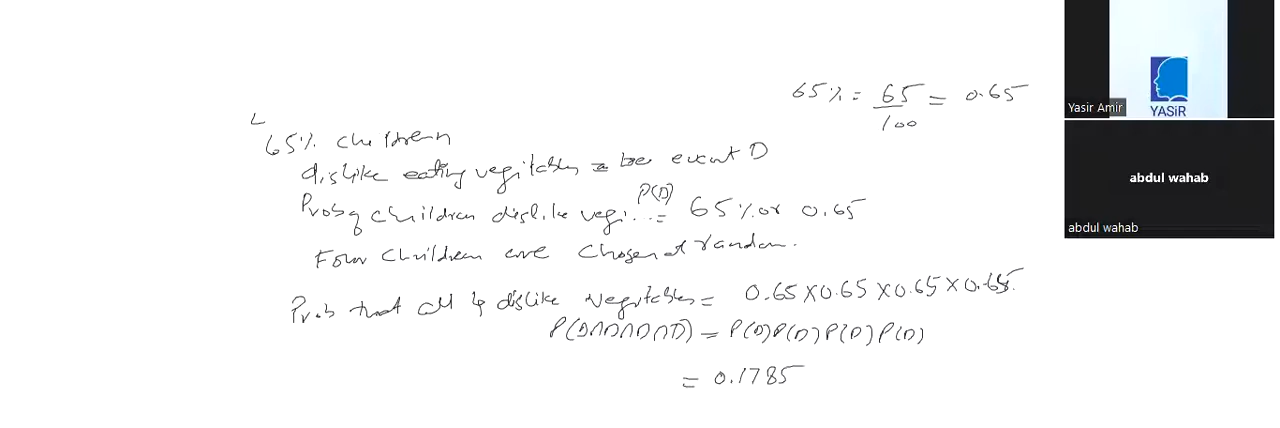 65% = 65/100 = 0.65
65% children
dislike eating vegitables = be event D
Prob of children dislike vegi... = P(D) 65% or 0.65
Four Children are Chosen at random.
Prob that all 4 dislike Vegitables = 0.65 X 0.65 X 0.65 X 0.65.
P(D∩D∩D∩D) = P(D)P(D)P(D)P(D)
= 0.1785
YASiR
Yasir Amir
abdul wahab
abdul wahab